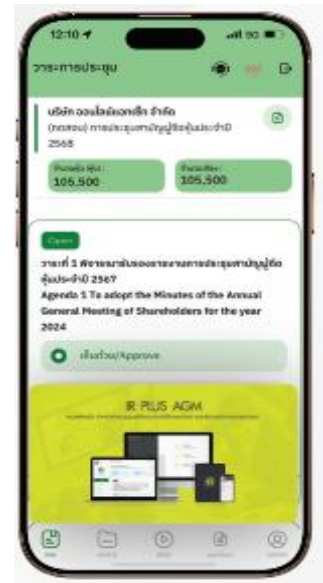 12:10
5G
วาระการประชุม
บริษัท ออนไลน์แอสเซ็ท จำกัด
(ทดสอบ) การประชุมสามัญผู้ถือหุ้นประจำปี
2568
105,500
105,500
Open
วาระที่ 1 พิจารณารับรองรายงานการประชุมสามัญผู้ถือ
หุ้นประจำปี 2567
Agenda 1 To adopt the Minutes of the Annual
General Meeting of Shareholders for the year
2024
เห็นด้วย/Approve
IR PLUS AGM